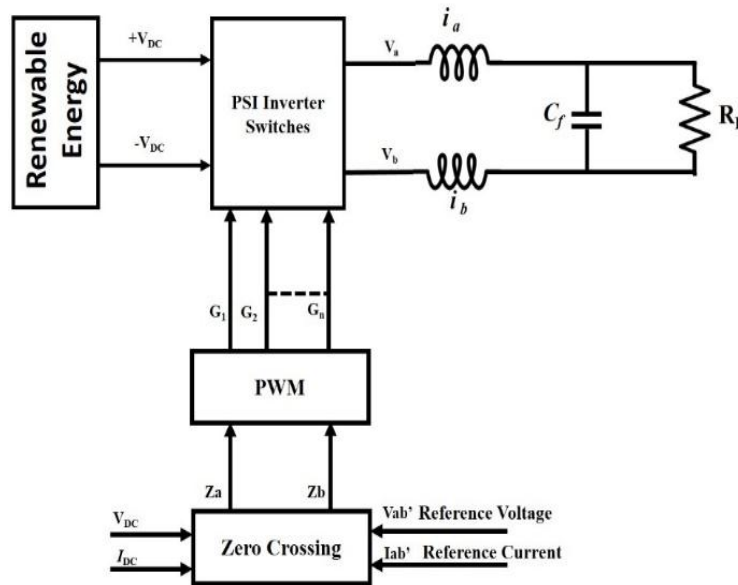 Renewable
Energy
+V_DC
-V_DC
PSI Inverter
Switches
V_a
i_a
V_b
i_b
C_f
G_1
G_2
G_n
PWM
Za
Zb
V_DC
I_DC
Zero Crossing
Vab’ Reference Voltage
Iab’ Reference Current